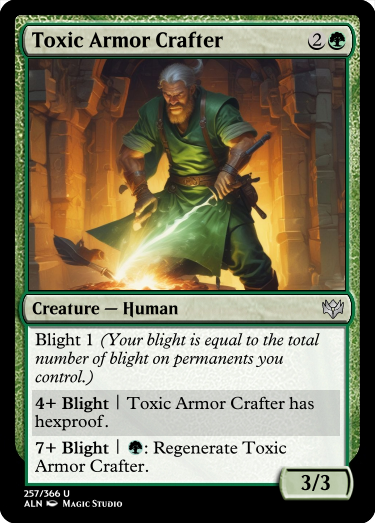 Toxic Armor Crafter 2
Creature — Human
Blight 1 (Your blight is equal to the total
number of blight on permanents you
control.)
4+ Blight | Toxic Armor Crafter has
hexproof.
7+ Blight | : Regenerate Toxic
Armor Crafter.
3/3
257/366 U
ALN Magic Studio